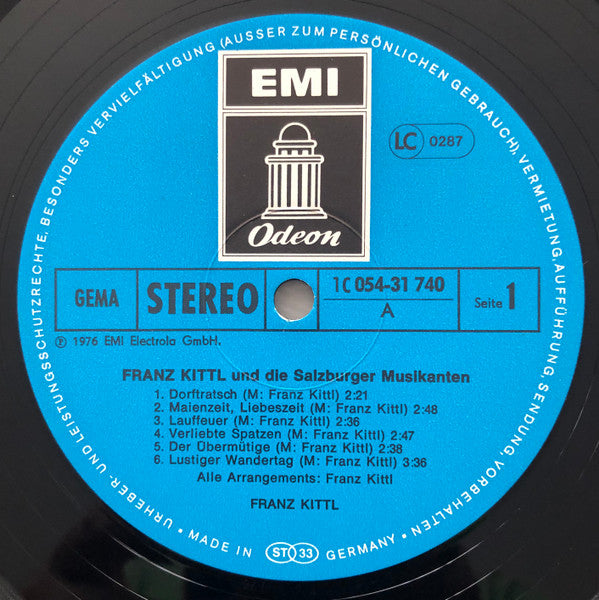 URHEBER- UND LEISTUNGSSCHUTZRECHTE, BESONDERS VERVIELFÄLTIGUNG (AUSSER ZUM PERSÖNLICHEN GEBRAUCH), VERMIETUNG, AUFFÜHRUNG, SENDUNG, VORBEHALTEN •
EMI
Odeon
LC 0287
GEMA
STEREO
1C 054-31 740
A
Seite 1
℗ 1976 EMI Electrola GmbH.
FRANZ KITTL und die Salzburger Musikanten
1. Dorftratsch (M: Franz Kittl) 2:21
2. Maienzeit, Liebeszeit (M: Franz Kittl) 2:48
3. Lauffeuer (M: Franz Kittl) 2:36
4. Verliebte Spatzen (M: Franz Kittl) 2:47
5. Der Übermütige (M: Franz Kittl) 2:38
6. Lustiger Wandertag (M: Franz Kittl) 3:36
Alle Arrangements: Franz Kittl
FRANZ KITTL
• MADE IN ST 33 GERMANY •